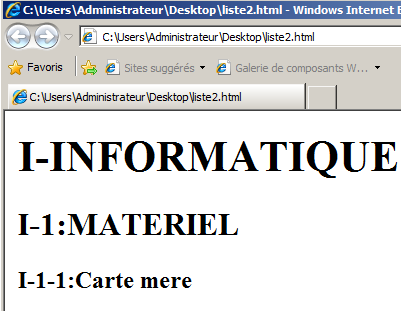 C:\Users\Administrateur\Desktop\liste2.html - Windows Internet E
C:\Users\Administrateur\Desktop\liste2.html
Favoris Sites suggérés Galerie de composants W...
C:\Users\Administrateur\Desktop\liste2.html
I-INFORMATIQUE
I-1:MATERIEL
I-1-1:Carte mere